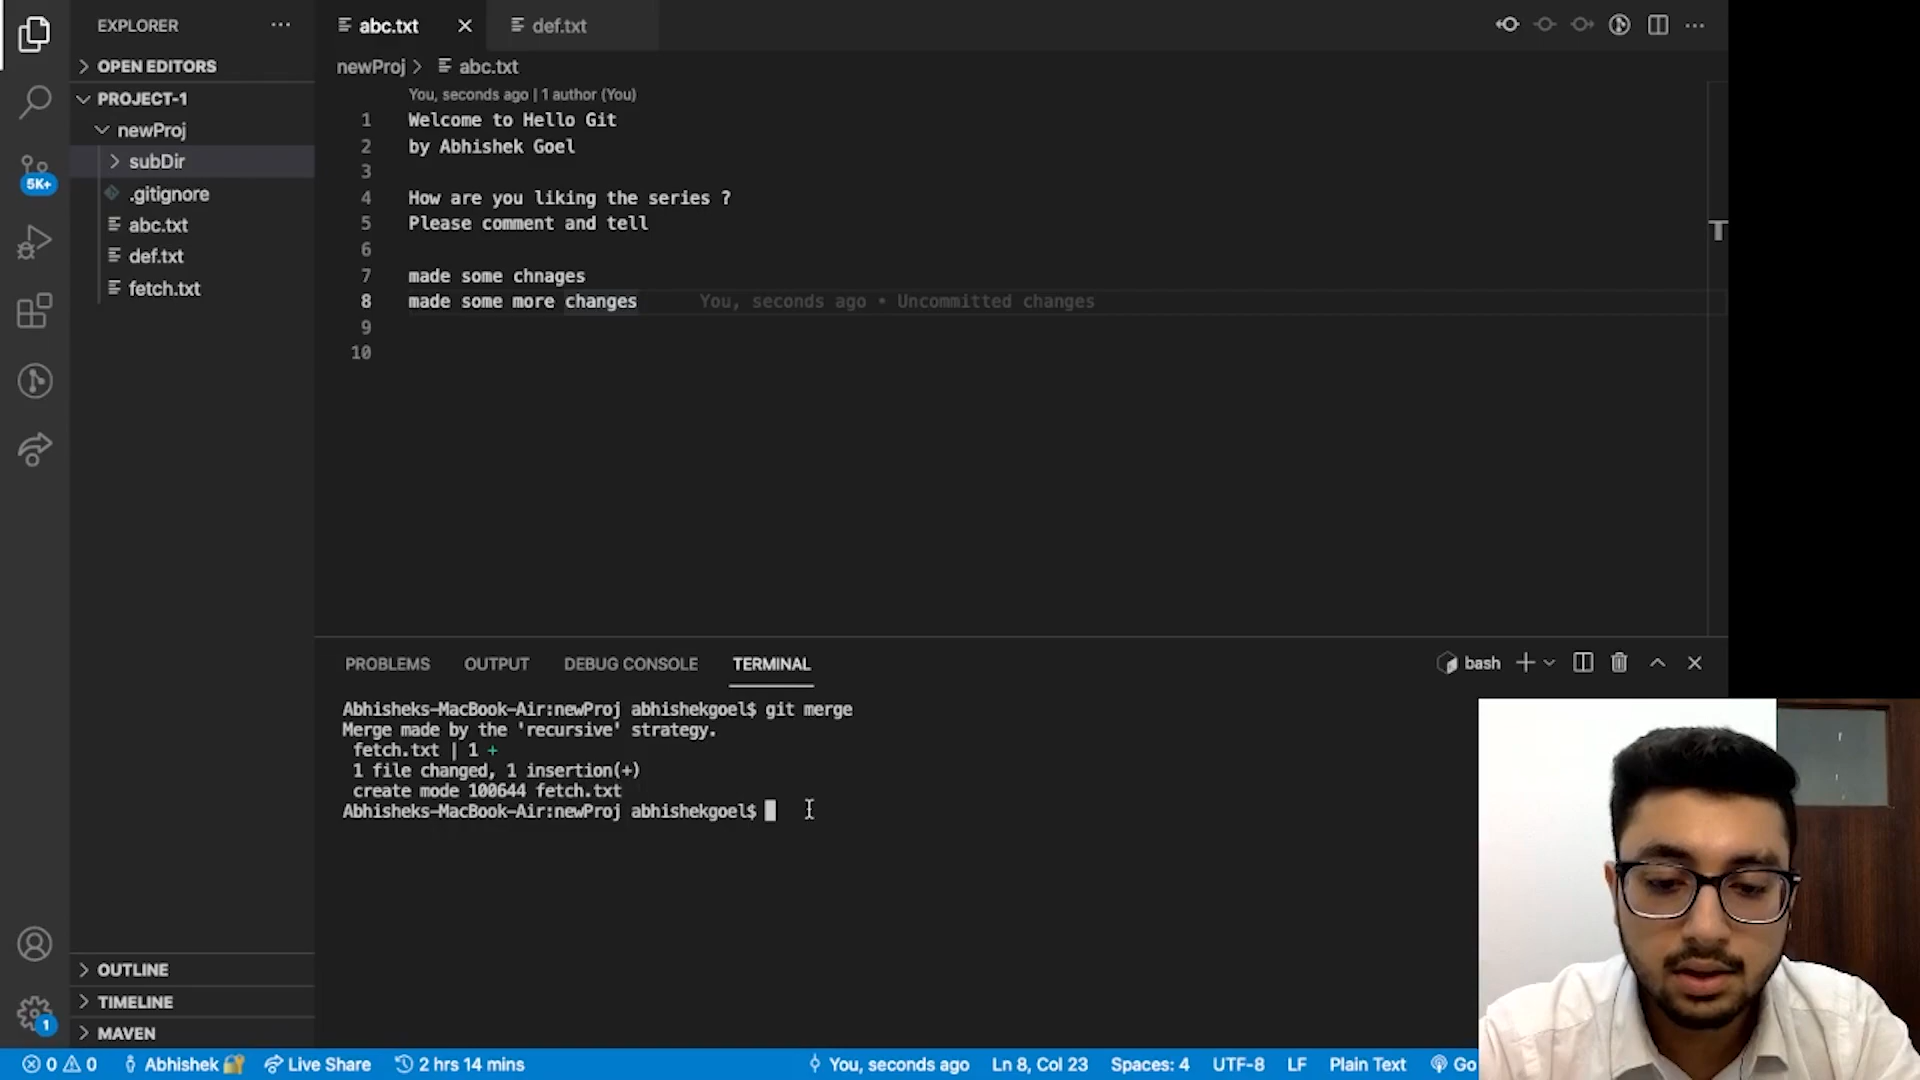 EXPLORER
abc.txt
def.txt
OPEN EDITORS
newProj > abc.txt
PROJECT-1
newProj
subDir
.gitignore
abc.txt
def.txt
fetch.txt
5K+
You, seconds ago | 1 author (You)
1 Welcome to Hello Git
2 by Abhishek Goel
3
4 How are you liking the series ?
5 Please comment and tell
6
7 made some chnages
8 made some more changes You, seconds ago • Uncommitted changes
9
10
PROBLEMS OUTPUT DEBUG CONSOLE TERMINAL
bash
Abhisheks-MacBook-Air:newProj abhishekgoel$ git merge
Merge made by the 'recursive' strategy.
fetch.txt | 1 +
1 file changed, 1 insertion(+)
create mode 100644 fetch.txt
Abhisheks-MacBook-Air:newProj abhishekgoel$
OUTLINE
TIMELINE
MAVEN
1
0 0 Abhishek Live Share 2 hrs 14 mins You, seconds ago Ln 8, Col 23 Spaces: 4 UTF-8 LF Plain Text Go